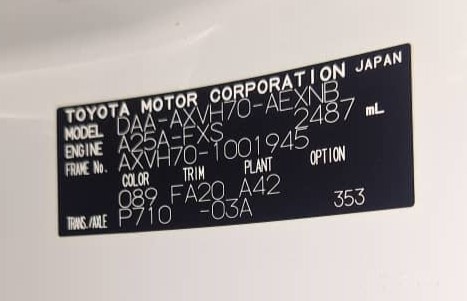 TOYOTA MOTOR CORPORATION JAPAN
MODEL DAA-AXVH70-AEXNB
ENGINE A25A-FXS 2487 mL
FRAME No. AXVH70-1001945
COLOR TRIM PLANT OPTION
089 FA20 A42
TRANS./AXLE P710 -03A 353